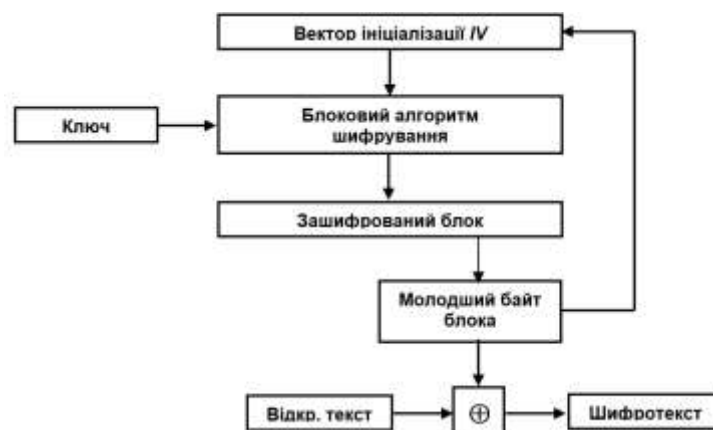 Вектор ініціалізації IV
Блоковий алгоритм
шифрування
Ключ
Зашифрований блок
Молодший байт
блока
Відкр. текст
⊕
Шифротекст